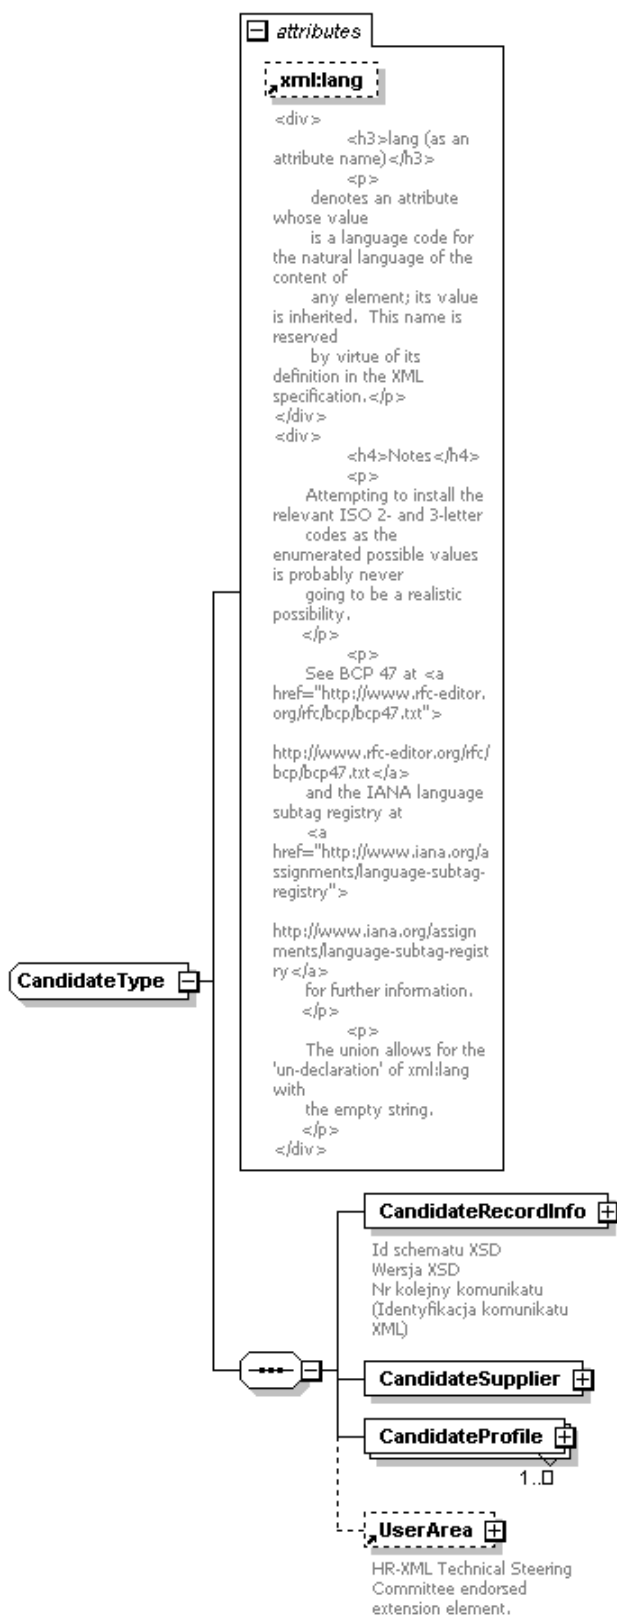 attributes
xml:lang
<div>
<h3>lang (as an
attribute name)</h3>
<p>
denotes an attribute
whose value
is a language code for
the natural language of the
content of
any element; its value
is inherited.  This name is
reserved
by virtue of its
definition in the XML
specification.</p>
</div>
<div>
<h4>Notes</h4>
<p>
Attempting to install the
relevant ISO 2- and 3-letter
codes as the
enumerated possible values
is probably never
going to be a realistic
possibility.
</p>
<p>
See BCP 47 at <a
href="http://www.rfc-editor.
org/rfc/bcp/bcp47.txt">
http://www.rfc-editor.org/rfc/
bcp/bcp47.txt</a>
and the IANA language
subtag registry at
<a
href="http://www.iana.org/a
ssignments/language-subtag-
registry">
http://www.iana.org/assign
ments/language-subtag-regist
ry</a>
for further information.
</p>
<p>
The union allows for the
'un-declaration' of xml:lang
with
the empty string.
</p>
</div>
CandidateType
CandidateRecordInfo
Id schematu XSD
Wersja XSD
Nr kolejny komunikatu
(Identyfikacja komunikatu
XML)
CandidateSupplier
CandidateProfile
1..
UserArea
HR-XML Technical Steering
Committee endorsed
extension element.